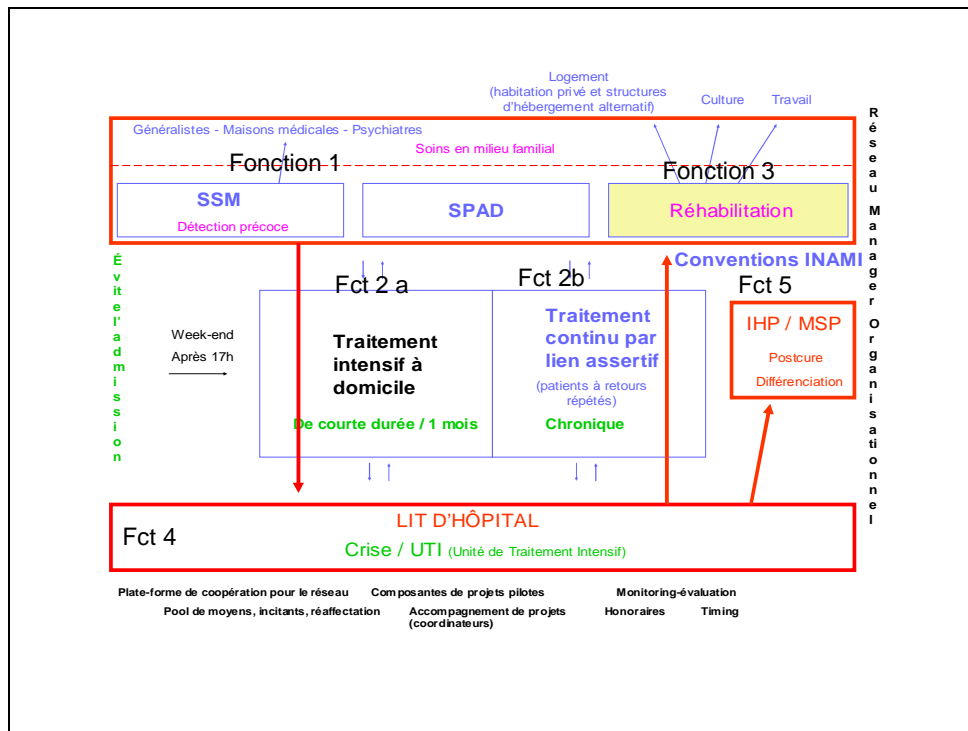 Logement
(habitation privé et structures
d'hébergement alternatif)
Culture
Travail
Généralistes - Maisons médicales - Psychiatres
Soins en milieu familial
Fonction 1
Fonction 3
SSM
Détection précoce
SPAD
Réhabilitation
Conventions INAMI
Fct 2 a
Fct 2b
Fct 5
Évite l'admission
Week-end
Après 17h
Traitement
intensif à
domicile
De courte durée / 1 mois
Traitement
continu par
lien assertif
(patients à retours
répétés)
Chronique
IHP / MSP
Postcure
Différenciation
Réseau Manager Organisationnel
Fct 4
LIT D'HÔPITAL
Crise / UTI (Unité de Traitement Intensif)
Plate-forme de coopération pour le réseau
Composantes de projets pilotes
Monitoring-évaluation
Pool de moyens, incitants, réaffectation
Accompagnement de projets
(coordinateurs)
Honoraires
Timing